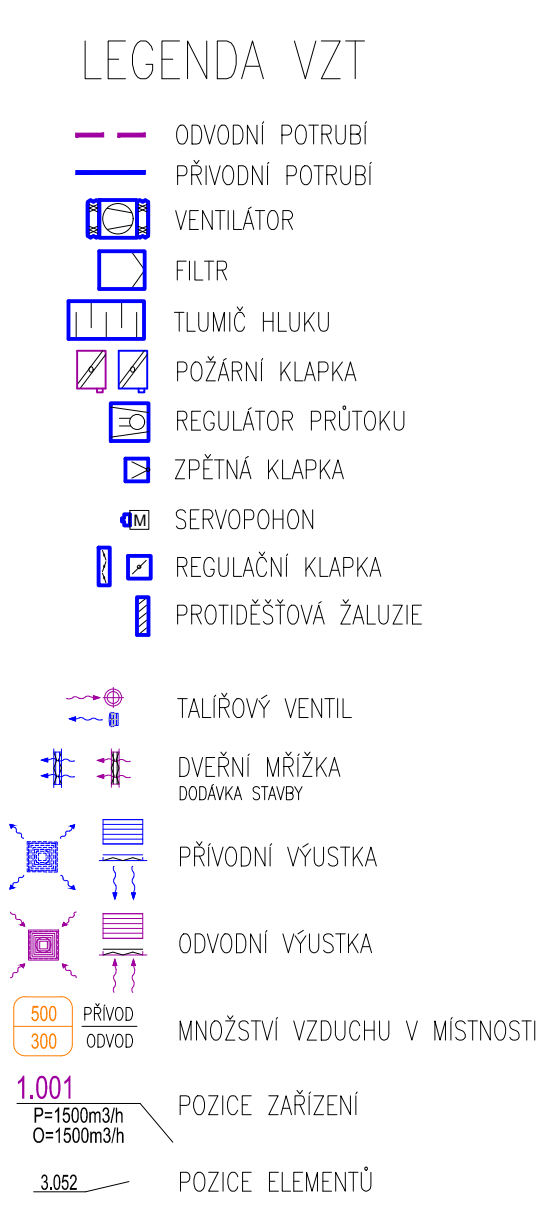 LEGENDA VZT
ODVODNÍ POTRUBÍ
PŘIVODNÍ POTRUBÍ
VENTILÁTOR
FILTR
TLUMIČ HLUKU
POŽÁRNÍ KLAPKA
REGULÁTOR PRŮTOKU
ZPĚTNÁ KLAPKA
M SERVOPOHON
REGULAČNÍ KLAPKA
PROTIDĚŠŤOVÁ ŽALUZIE
TALÍŘOVÝ VENTIL
DVEŘNÍ MŘÍŽKA
DODÁVKA STAVBY
PŘÍVODNÍ VÝUSTKA
ODVODNÍ VÝUSTKA
500 PŘÍVOD
300 ODVOD
MNOŽSTVÍ VZDUCHU V MÍSTNOSTI
1.001
P=1500m3/h
O=1500m3/h
POZICE ZAŘÍZENÍ
3.052 POZICE ELEMENTŮ